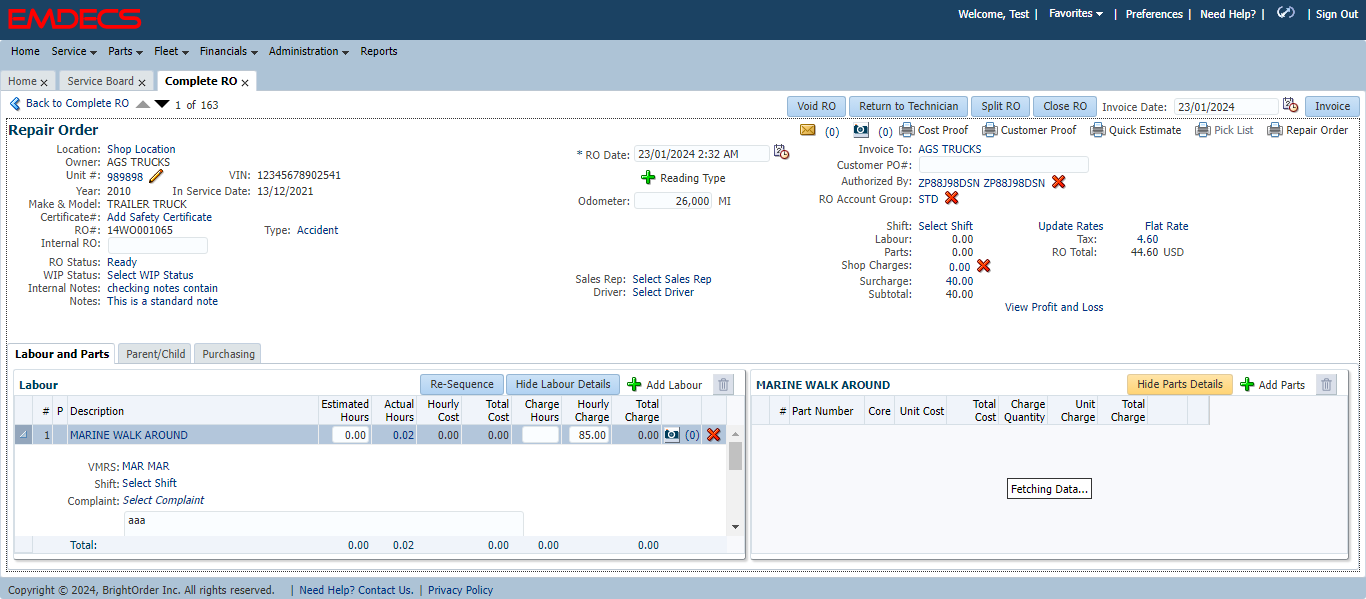 EMDECS
Welcome, Test | Favorites | Preferences | Need Help? | | Sign Out
Home Service Parts Fleet Financials Administration Reports
Home x Service Board x Complete RO x
Back to Complete RO 1 of 163 Void RO Return to Technician Split RO Close RO Invoice Date: 23/01/2024 Invoice
Repair Order (0) (0) Cost Proof Customer Proof Quick Estimate Pick List Repair Order
Location: Shop Location
Owner: AGS TRUCKS
Unit #: 989898 VIN: 12345678902541
Year: 2010 In Service Date: 13/12/2021
Make & Model: TRAILER TRUCK
Certificate#: Add Safety Certificate
RO#: 14WO001065 Type: Accident
Internal RO:
RO Status: Ready
WIP Status: Select WIP Status
Internal Notes: checking notes contain
Notes: This is a standard note
* RO Date: 23/01/2024 2:32 AM
Reading Type
Odometer: 26,000 MI
Sales Rep: Select Sales Rep
Driver: Select Driver
Invoice To: AGS TRUCKS
Customer PO#:
Authorized By: ZP88J98DSN ZP88J98DSN
RO Account Group: STD
Shift: Select Shift Update Rates Flat Rate
Labour: 0.00 Tax: 4.60
Parts: 0.00 RO Total: 44.60 USD
Shop Charges: 0.00
Surcharge: 40.00
Subtotal: 40.00
View Profit and Loss
Labour and Parts Parent/Child Purchasing
Labour Re-Sequence Hide Labour Details Add Labour
# P Description Estimated Hours Actual Hours Hourly Cost Total Cost Charge Hours Hourly Charge Total Charge
1 MARINE WALK AROUND 0.00 0.02 0.00 0.00 85.00 0.00 (0)
VMRS: MAR MAR
Shift: Select Shift
Complaint: Select Complaint
aaa
Total: 0.00 0.02 0.00 0.00 0.00
MARINE WALK AROUND Hide Parts Details Add Parts
# Part Number Core Unit Cost Total Cost Charge Quantity Unit Charge Total Charge
Fetching Data...
Copyright © 2024, BrightOrder Inc. All rights reserved. | Need Help? Contact Us. | Privacy Policy